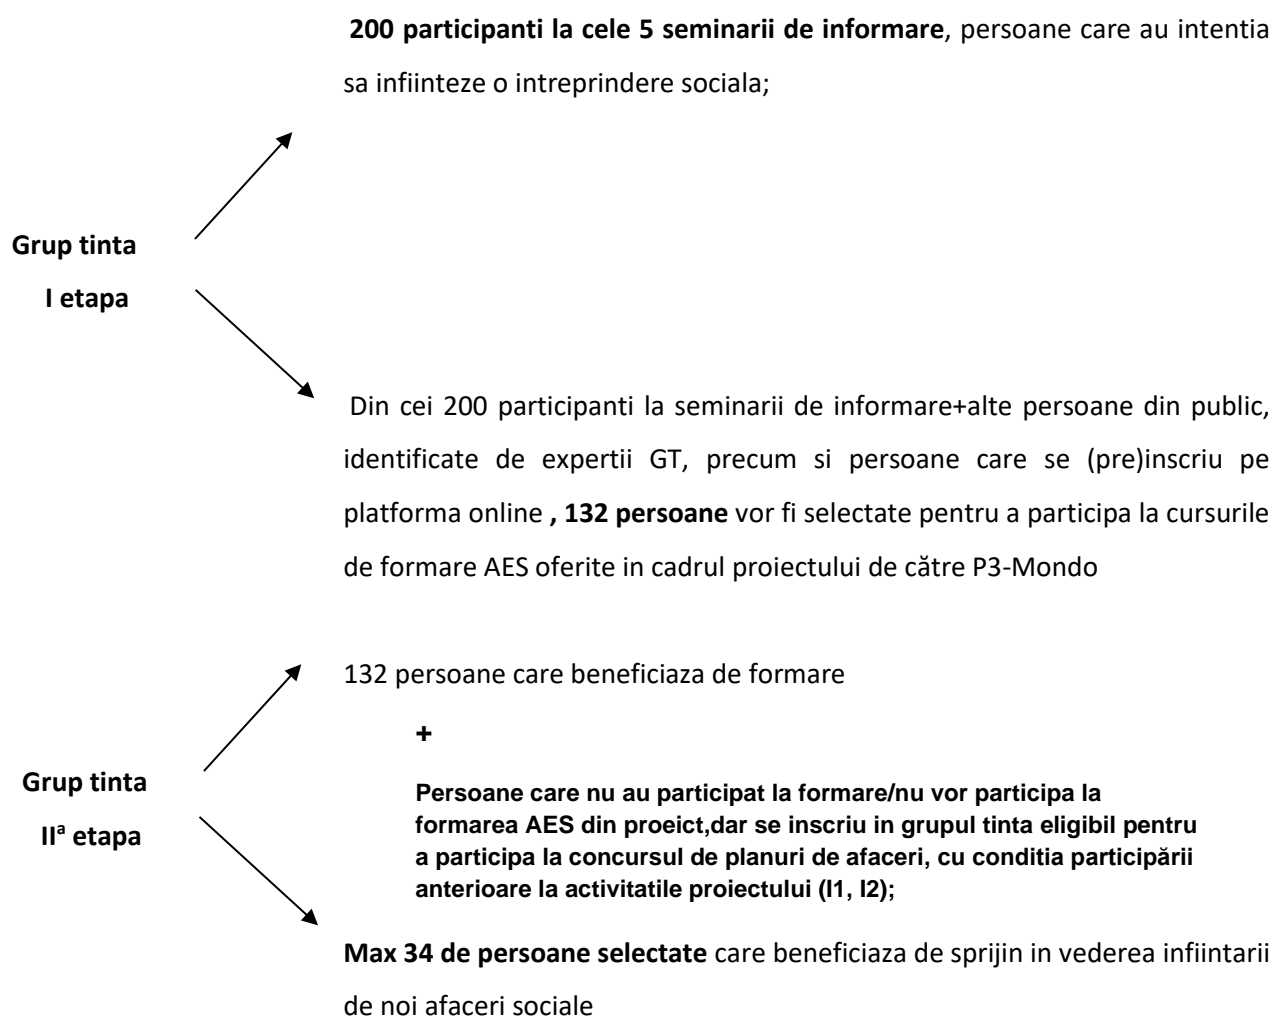 200 participanti la cele 5 seminarii de informare, persoane care au intentia
sa infiinteze o intreprindere sociala;
Grup tinta
I etapa
Din cei 200 participanti la seminarii de informare+alte persoane din public,
identificate de expertii GT, precum si persoane care se (pre)inscriu pe
platforma online , 132 persoane vor fi selectate pentru a participa la cursurile
de formare AES oferite in cadrul proiectului de către P3-Mondo
132 persoane care beneficiaza de formare
+
Grup tinta
IIª etapa
Persoane care nu au participat la formare/nu vor participa la
formarea AES din proeict,dar se inscriu in grupul tinta eligibil pentru
a participa la concursul de planuri de afaceri, cu conditia participării
anterioare la activitatile proiectului (I1, I2);
Max 34 de persoane selectate care beneficiaza de sprijin in vederea infiintarii
de noi afaceri sociale